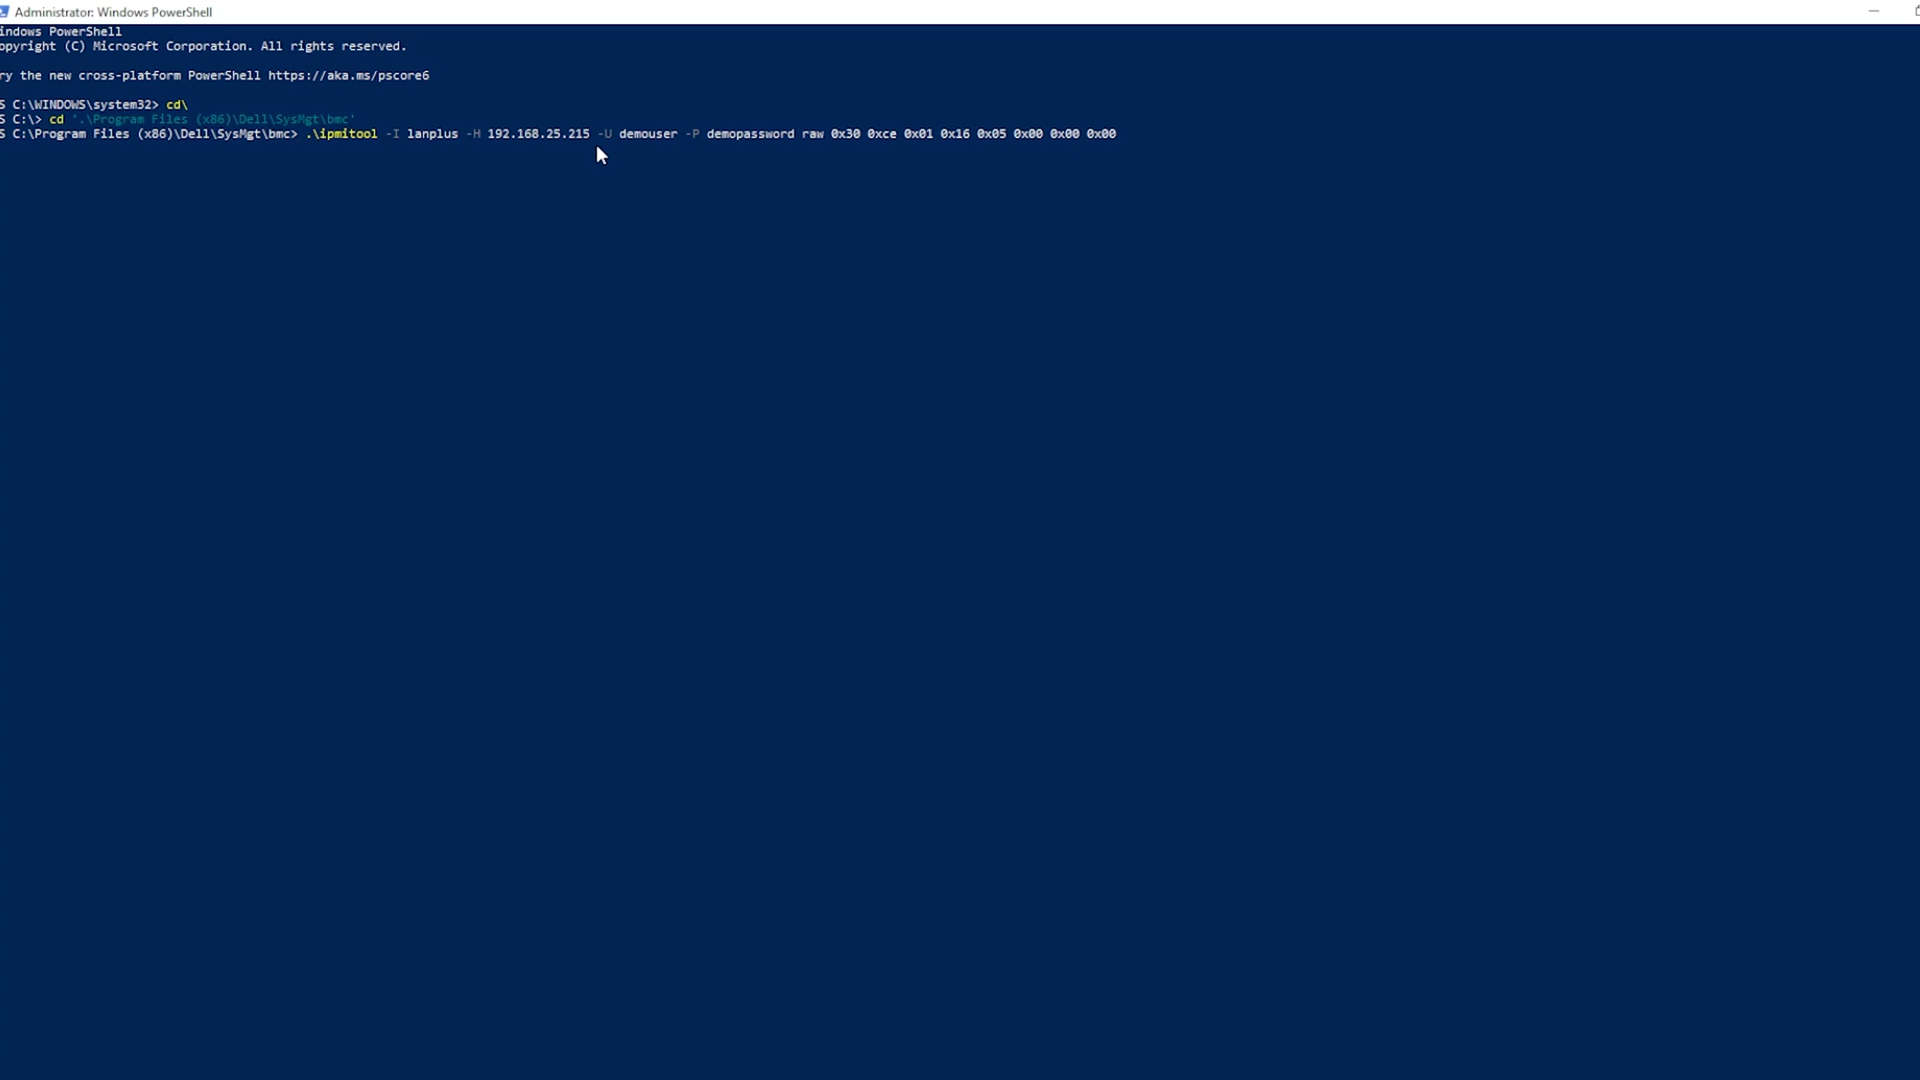 Administrator: Windows PowerShell
indows PowerShell
opyright (C) Microsoft Corporation. All rights reserved.
ry the new cross-platform PowerShell https://aka.ms/pscore6
S C:\WINDOWS\system32> cd\
S C:\> cd '.\Program Files (x86)\Dell\SysMgt\bmc'
S C:\Program Files (x86)\Dell\SysMgt\bmc> .\ipmitool -I lanplus -H 192.168.25.215 -U demouser -P demopassword raw 0x30 0xce 0x01 0x16 0x05 0x00 0x00 0x00